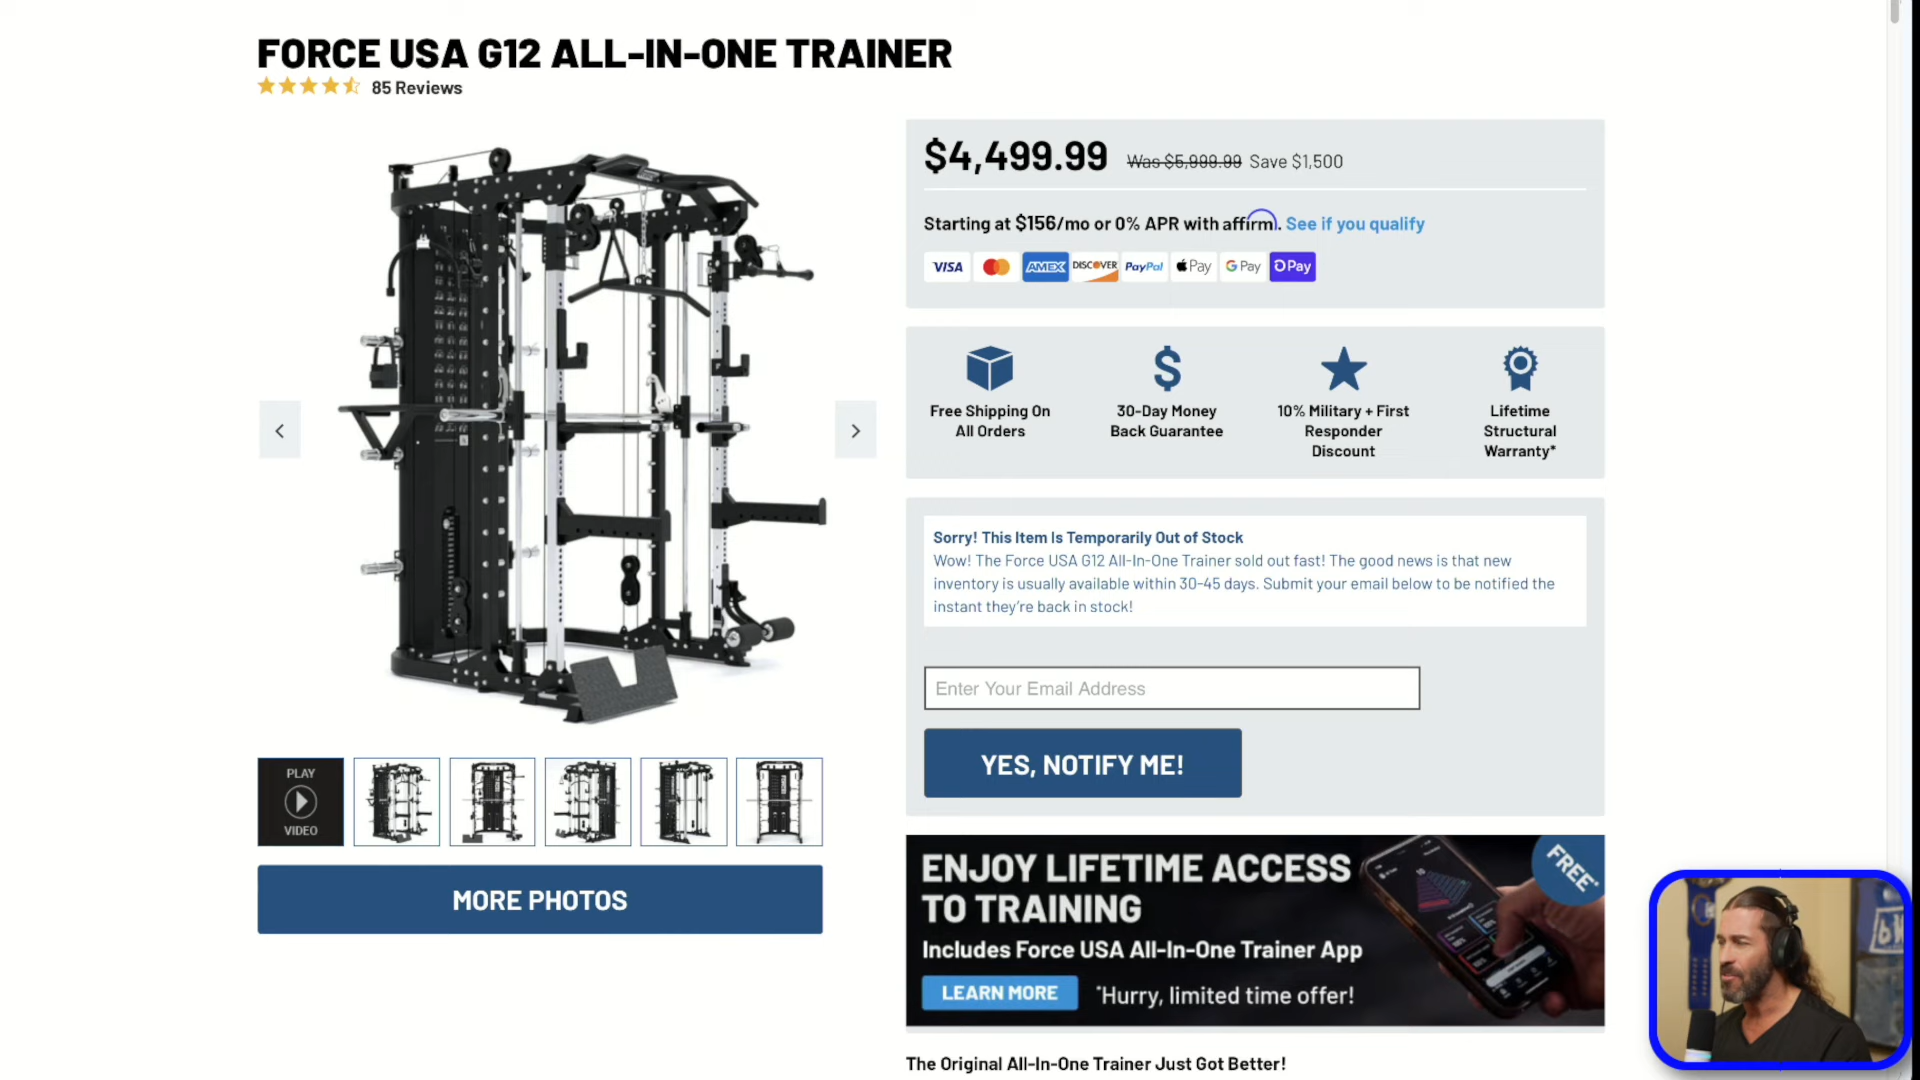 FORCE USA G12 ALL-IN-ONE TRAINER
85 Reviews
$4,499.99 Was $5,999.99 Save $1,500
Starting at $156/mo or 0% APR with affirm. See if you qualify
VISA AMEX DISCOVER PayPal Pay G Pay Pay
Free Shipping On
All Orders
30-Day Money
Back Guarantee
10% Military + First
Responder
Discount
Lifetime
Structural
Warranty*
Sorry! This Item Is Temporarily Out of Stock
Wow! The Force USA G12 All-In-One Trainer sold out fast! The good news is that new
inventory is usually available within 30-45 days. Submit your email below to be notified the
instant they're back in stock!
Enter Your Email Address
YES, NOTIFY ME!
PLAY
VIDEO
MORE PHOTOS
ENJOY LIFETIME ACCESS
TO TRAINING
FREE*
Includes Force USA All-In-One Trainer App
LEARN MORE
*Hurry, limited time offer!
The Original All-In-One Trainer Just Got Better!